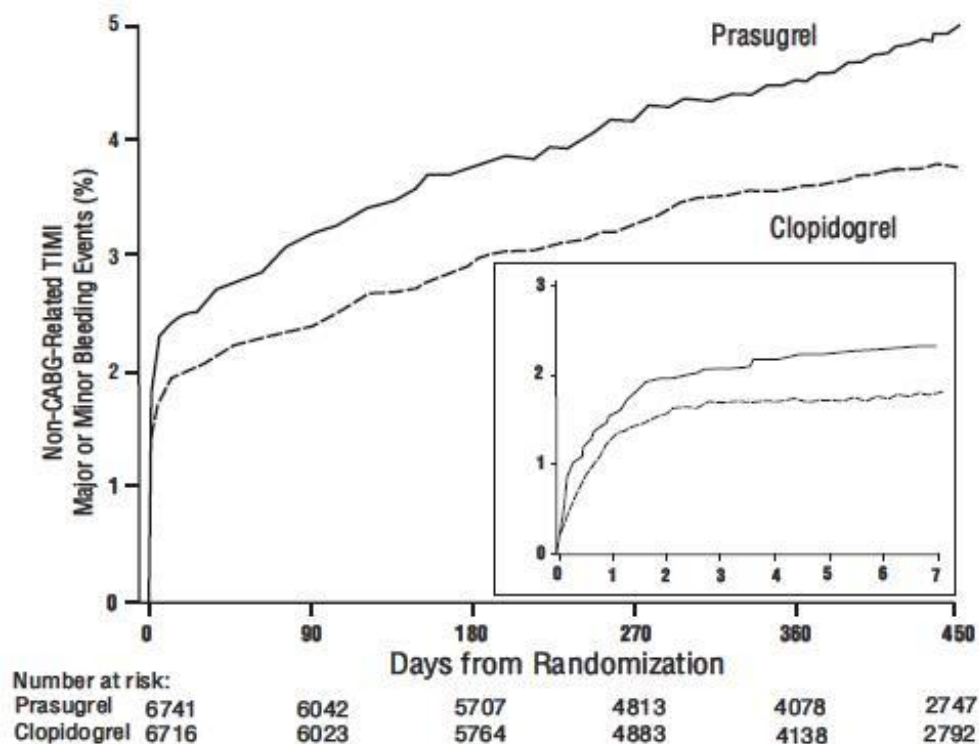 5
Prasugrel
4
Non-CABG-Related TIMI
Major or Minor Bleeding Events (%)
3
Clopidogrel
3
2
2
1
1
0
0 1 2 3 4 5 6 7
0
0 90 180 270 360 450
Days from Randomization
Number at risk:
Prasugrel 6741 6042 5707 4813 4078 2747
Clopidogrel 6716 6023 5764 4883 4138 2792